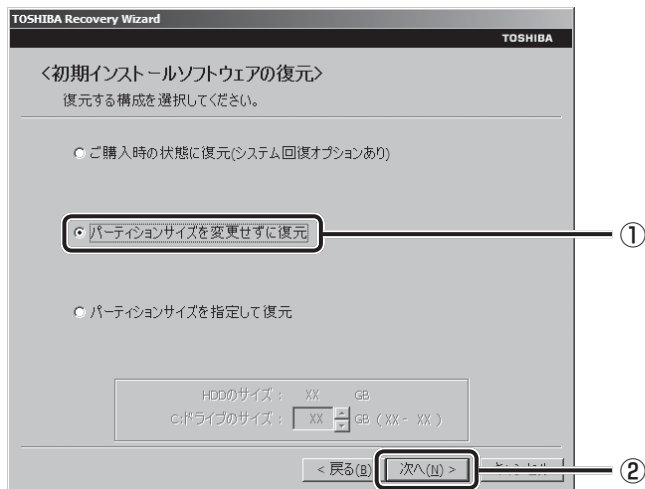 TOSHIBA Recovery Wizard
TOSHIBA
<初期インストールソフトウェアの復元>
復元する構成を選択してください。
ご購入時の状態に復元(システム回復オプションあり)
パーティションサイズを変更せずに復元
①
パーティションサイズを指定して復元
HDDのサイズ： XX GB
C:ドライブのサイズ： XX GB ( XX - XX )
< 戻る(B) 次へ(N) >
②